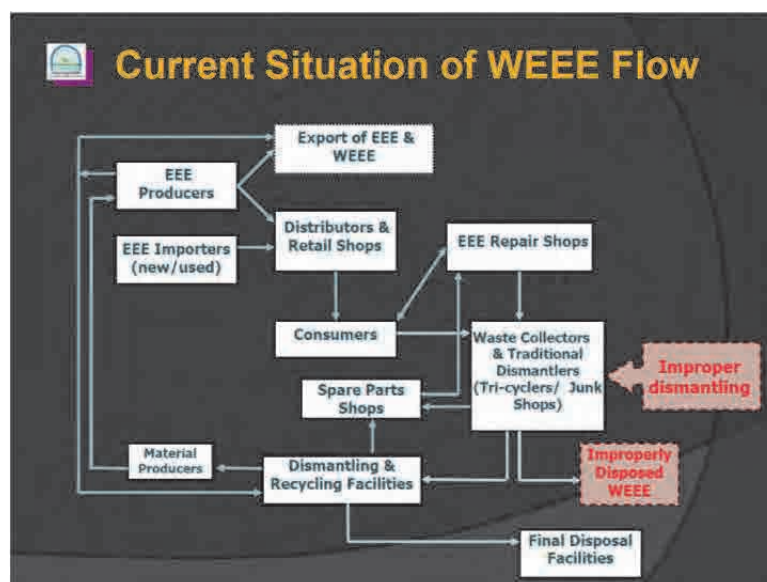 Current Situation of WEEE Flow
Export of EEE &
WEEE
EEE
Producers
Distributors &
Retail Shops
EEE Repair Shops
EEE Importers
(new/used)
Consumers
Waste Collectors
& Traditional
Dismantlers
(Tri-cyclers/ Junk
Shops)
Improper
dismantling
Spare Parts
Shops
Material
Producers
Dismantling &
Recycling Facilities
Improperly
Disposed
WEEE
Final Disposal
Facilities